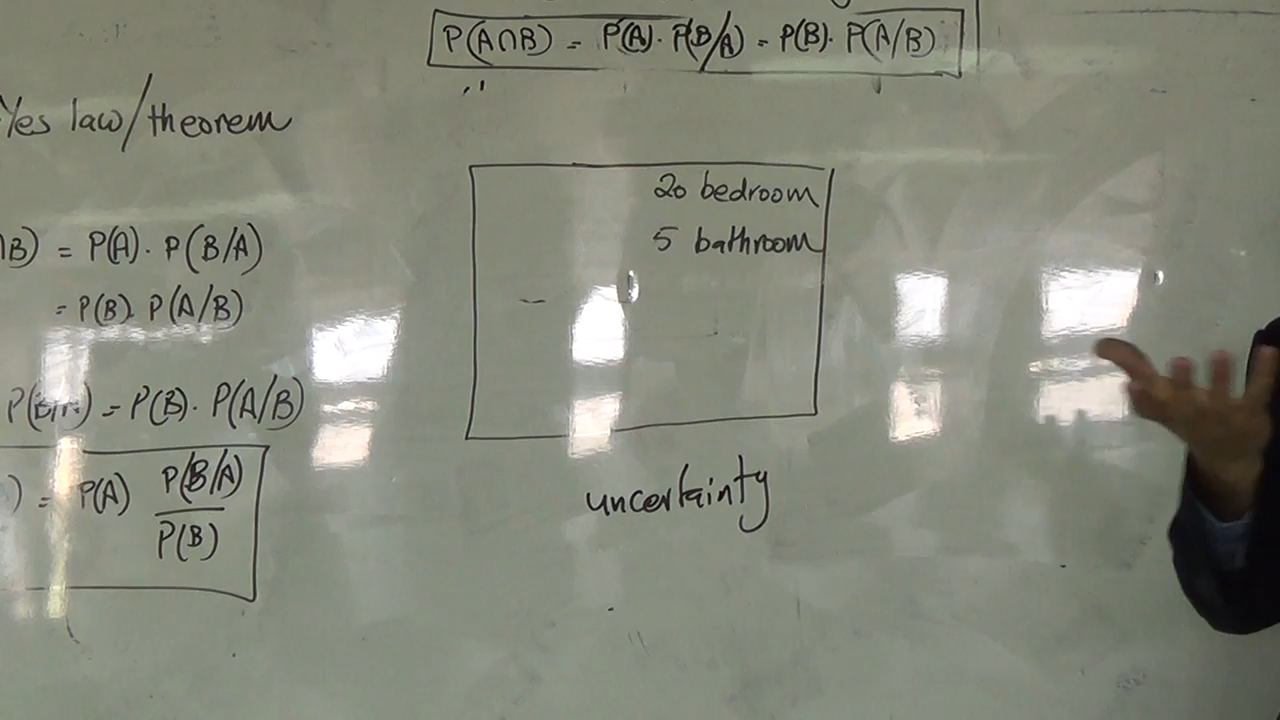 P(A∩B) = P(A). P(B/A) = P(B). P(A/B)
Yes law/theorem
∩B) = P(A). P(B/A)
= P(B). P(A/B)
P(B/A) = P(B). P(A/B)
) = P(A) P(B/A)
P(B)
20 bedroom
5 bathroom
uncertainty